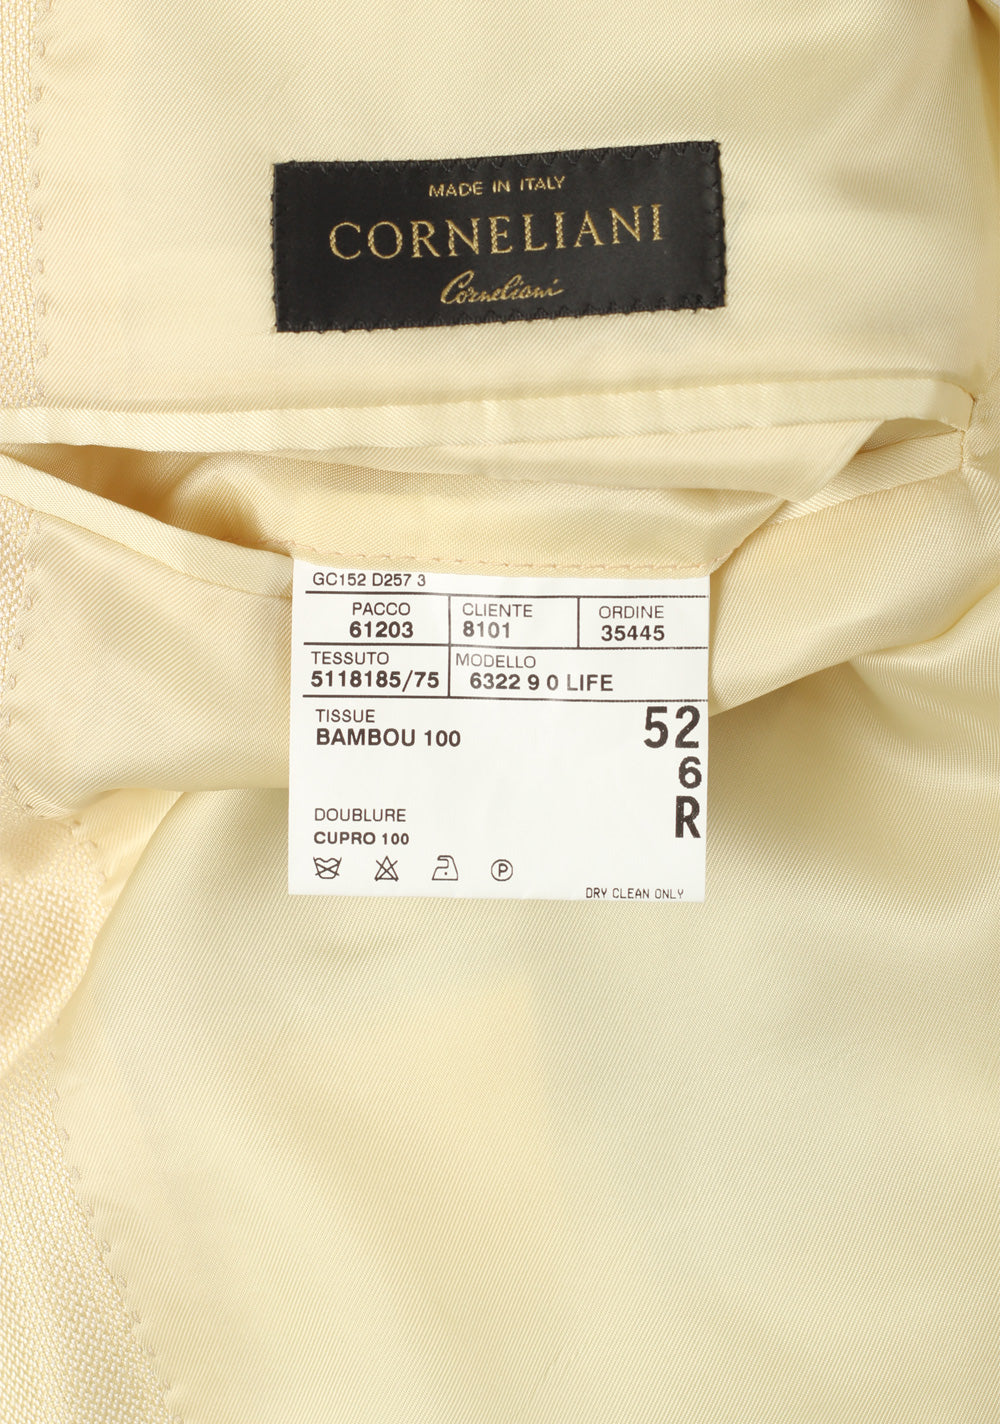 MADE IN ITALY
CORNELIANI
Corneliani
GC152 D257 3
PACCO CLIENTE ORDINE
61203 8101 35445
TESSUTO MODELLO
5118185/75 6322 9 0 LIFE
TISSUE
BAMBOU 100
52
6
R
DOUBLURE
CUPRO 100
P
DRY CLEAN ONLY